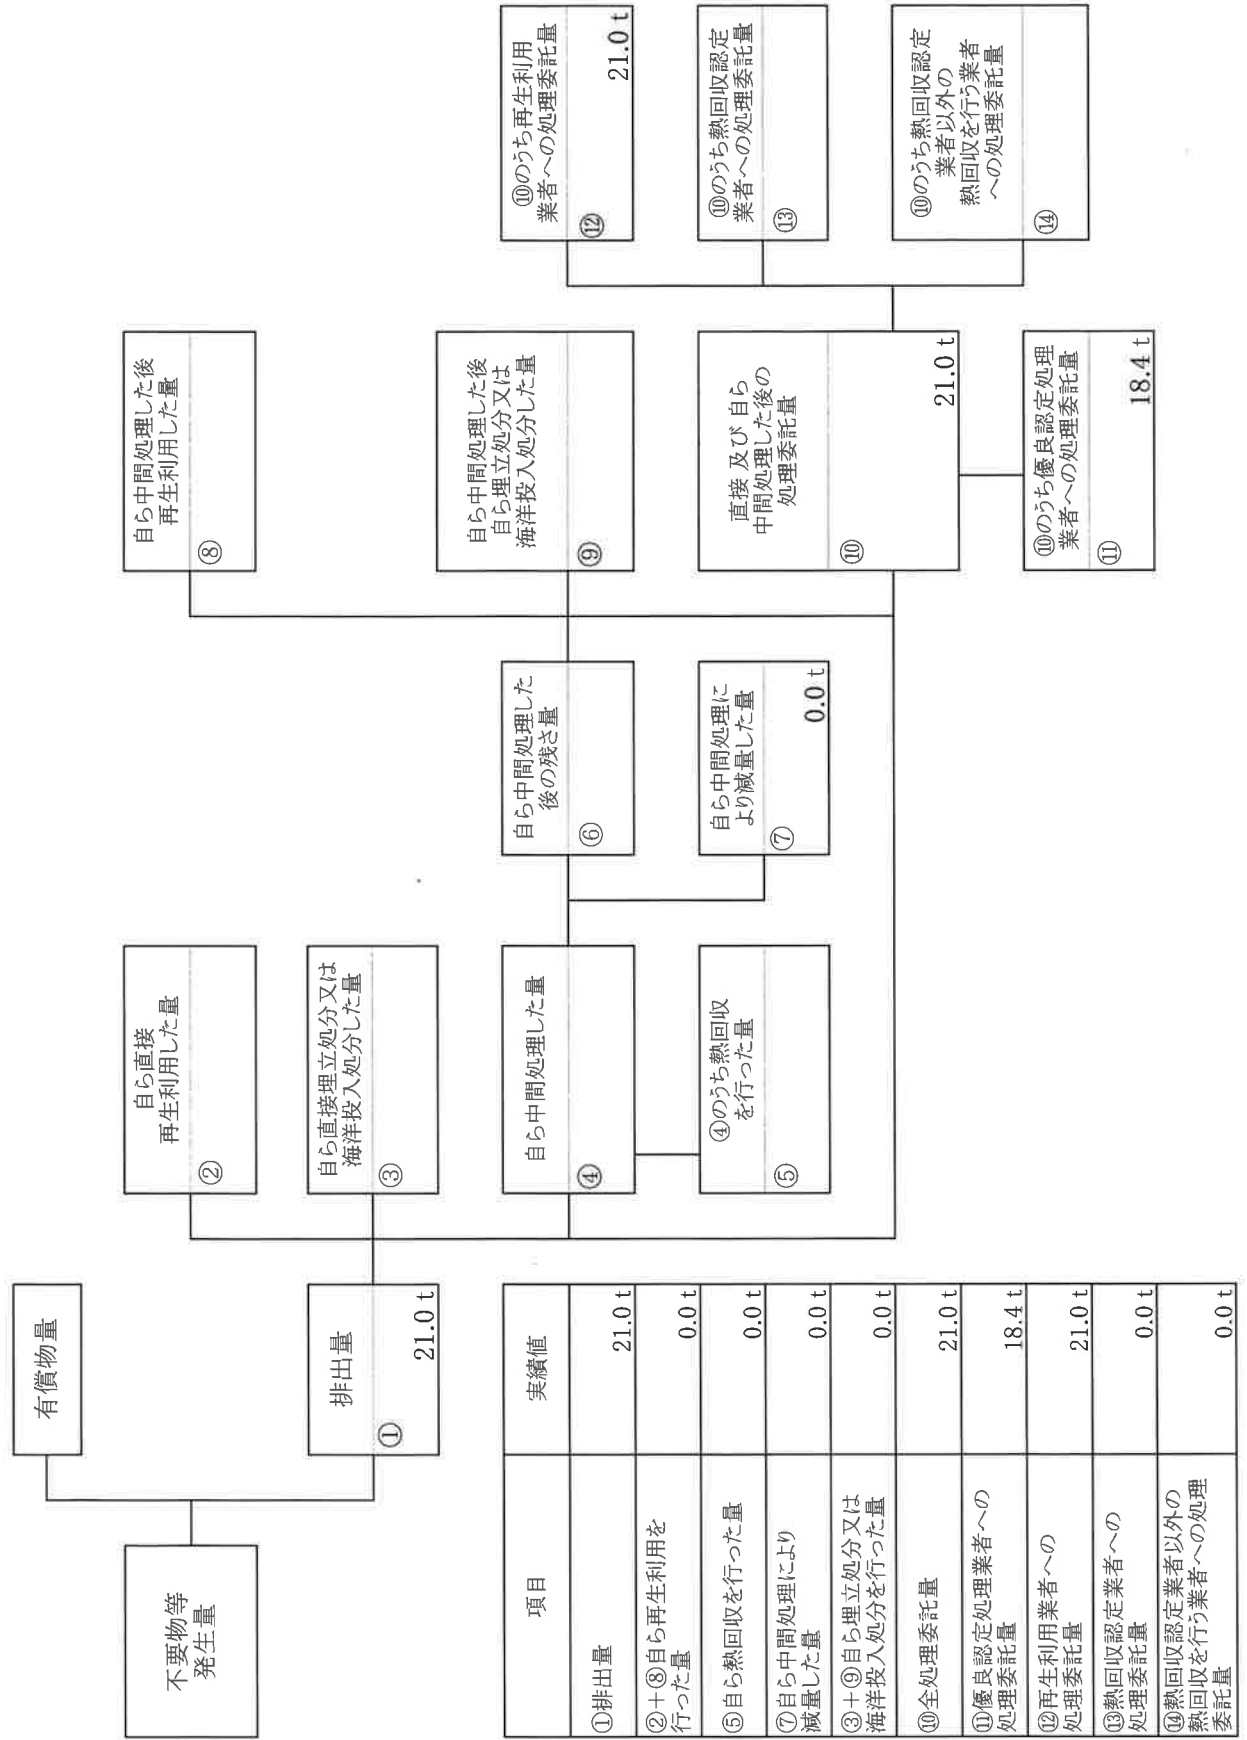 有償物量
不要物等
発生量
排出量
①
21.0 t
自ら直接
再生利用した量
②
自ら直接埋立処分又は
海洋投入処分した量
③
自ら中間処理した量
④
④のうち熱回収
を行った量
⑤
自ら中間処理した
後の残さ量
⑥
自ら中間処理に
より減量した量
⑦
0.0 t
自ら中間処理した後
再生利用した量
⑧
自ら中間処理した後
自ら埋立処分又は
海洋投入処分した量
⑨
直接 及び 自ら
中間処理した後の
処理委託量
⑩
21.0 t
⑩のうち優良認定処理
業者への処理委託量
⑪
18.4 t
⑩のうち再生利用
業者への処理委託量
⑫
21.0 t
⑩のうち熱回収認定
業者への処理委託量
⑬
⑩のうち熱回収認定
業者以外の
熱回収を行う業者
への処理委託量
⑭
項目 実績値
①排出量 21.0 t
②＋⑧自ら再生利用を
行った量 0.0 t
⑤自ら熱回収を行った量 0.0 t
⑦自ら中間処理により
減量した量 0.0 t
③＋⑨自ら埋立処分又は
海洋投入処分を行った量 0.0 t
⑩全処理委託量 21.0 t
⑪優良認定処理業者への
処理委託量 18.4 t
⑫再生利用業者への
処理委託量 21.0 t
⑬熱回収認定業者への
処理委託量 0.0 t
⑭熱回収認定業者以外の
熱回収を行う業者への処理
委託量 0.0 t